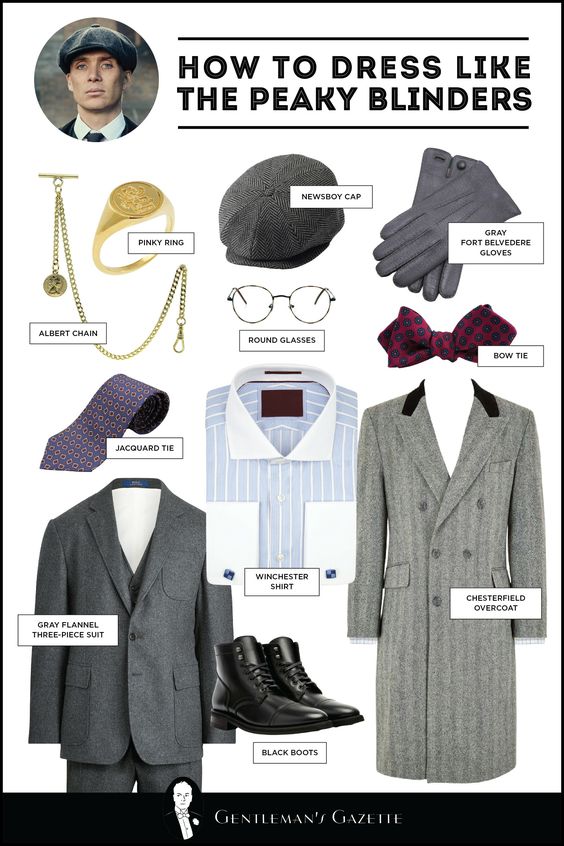 HOW TO DRESS LIKE
THE PEAKY BLINDERS
NEWSBOY CAP
PINKY RING
GRAY
FORT BELVEDERE
GLOVES
ALBERT CHAIN
ROUND GLASSES
BOW TIE
JACQUARD TIE
WINCHESTER
SHIRT
CHESTERFIELD
OVERCOAT
GRAY FLANNEL
THREE-PIECE SUIT
BLACK BOOTS
GENTLEMAN'S GAZETTE